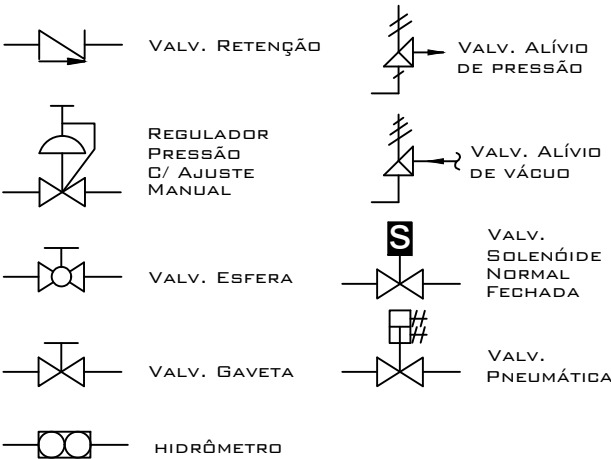 VALV. RETENÇÃO
REGULADOR
PRESSÃO
C/ AJUSTE
MANUAL
VALV. ESFERA
VALV. GAVETA
HIDRÔMETRO
VALV. ALÍVIO
DE PRESSÃO
VALV. ALÍVIO
DE VÁCUO
S
VALV.
SOLENÓIDE
NORMAL
FECHADA
VALV.
PNEUMÁTICA